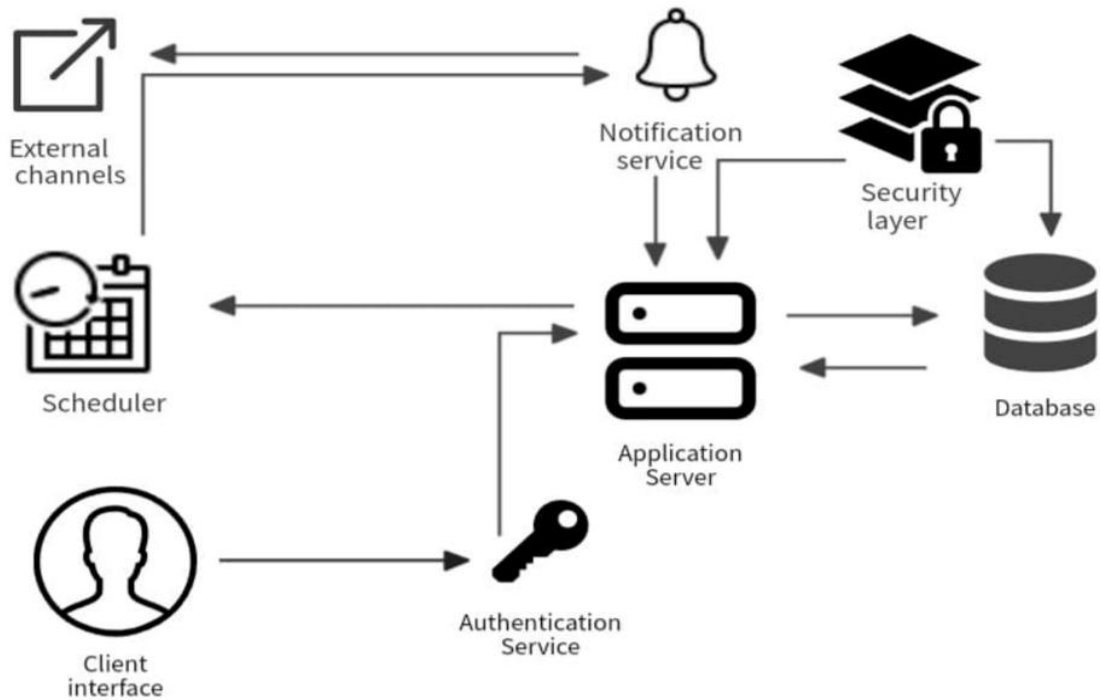 External
channels
Notification
service
Security
layer
Scheduler
Database
Application
Server
Authentication
Service
Client
interface